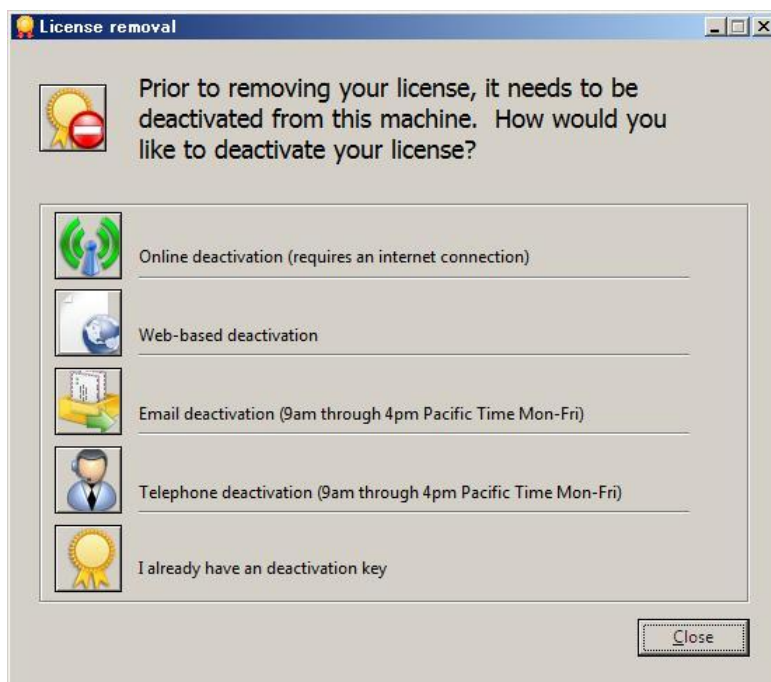 License removal
Prior to removing your license, it needs to be
deactivated from this machine.  How would you
like to deactivate your license?
Online deactivation (requires an internet connection)
Web-based deactivation
Email deactivation (9am through 4pm Pacific Time Mon-Fri)
Telephone deactivation (9am through 4pm Pacific Time Mon-Fri)
I already have an deactivation key
Close